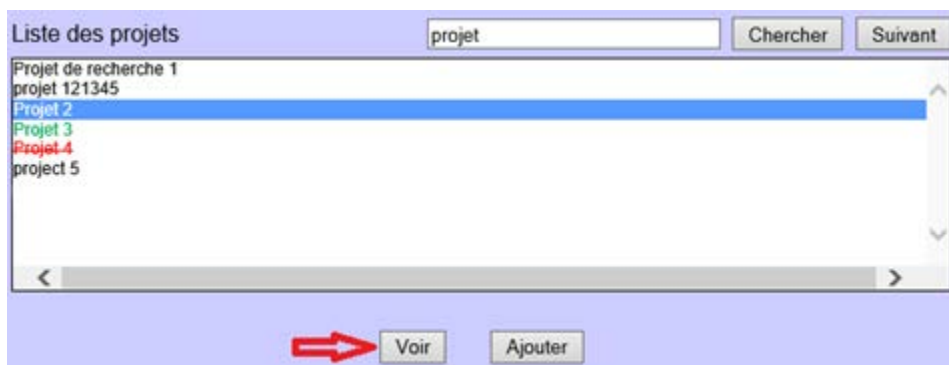 Liste des projets projet Chercher Suivant
Projet de recherche 1
projet 121345
Projet 2
Projet 3
Projet 4
project 5
Voir Ajouter